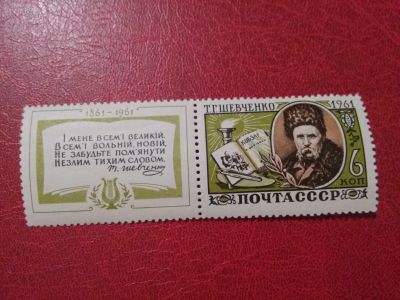 1861-1961
І МЕНЕ В СЕМ'Ї ВЕЛИКІЙ,
В СЕМ'Ї ВОЛЬНІЙ, НОВІЙ,
НЕ ЗАБУДЬТЕ ПОМ'ЯНУТИ
НЕЗЛИМ ТИХИМ СЛОВОМ.
Т. Шевченко
Т.Г. ШЕВЧЕНКО 1961
КОБЗАРЬ
6
КОП
ПОЧТА СССР